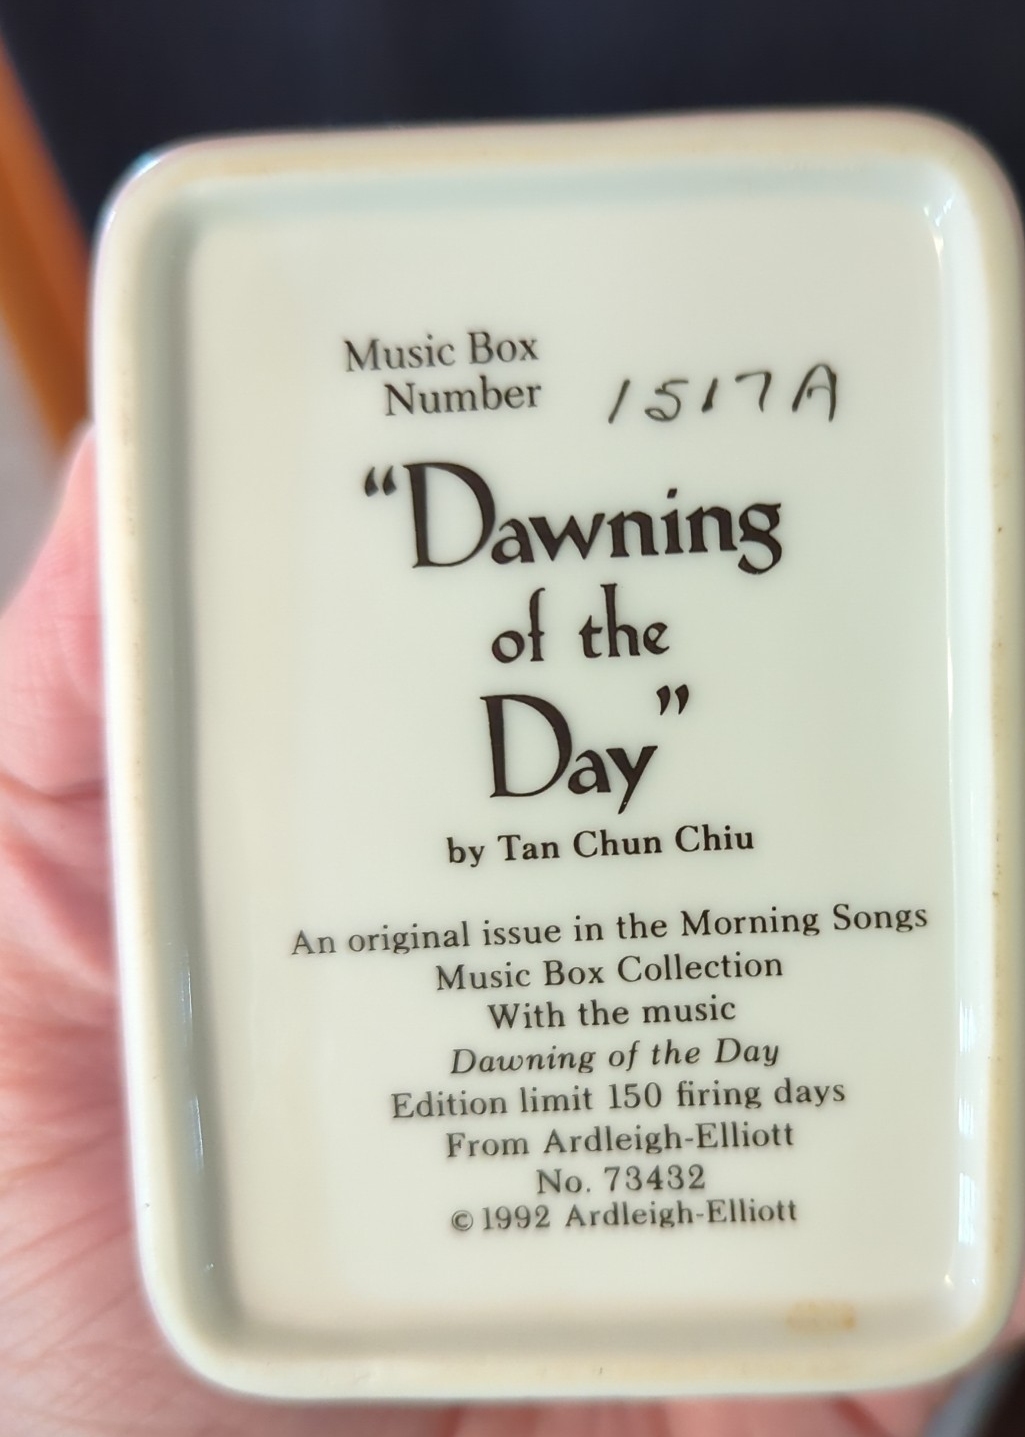 Music Box
Number 1517A
“Dawning
of the
Day”
by Tan Chun Chiu
An original issue in the Morning Songs
Music Box Collection
With the music
Dawning of the Day
Edition limit 150 firing days
From Ardleigh-Elliott
No. 73432
© 1992 Ardleigh-Elliott